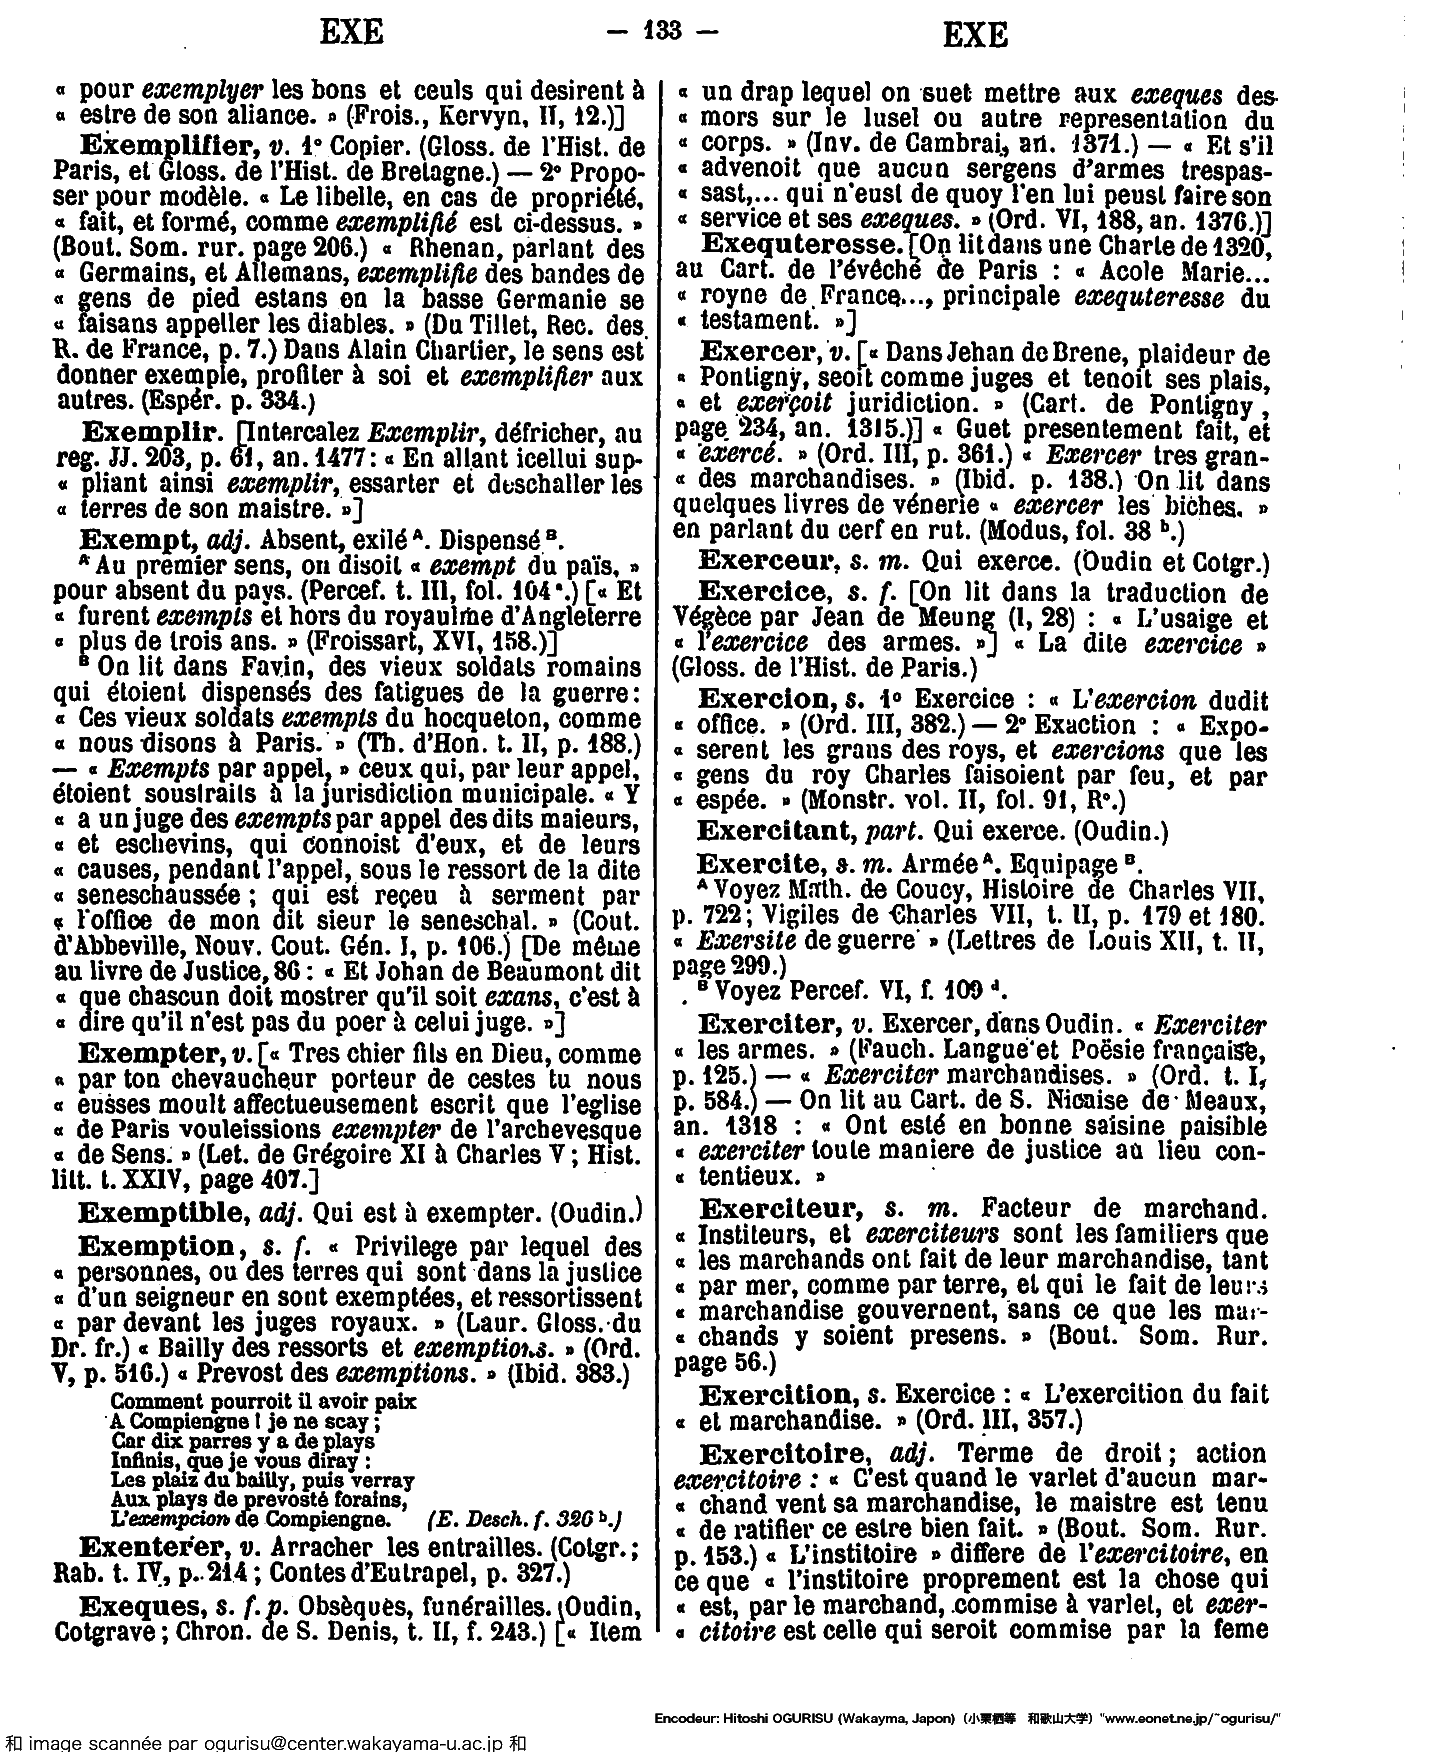 EXE — 133 — EXE
« pour exemplyer les bons et ceuls qui desirent à
« estre de son aliance. » (Frois., Kervyn, II, 12.)]
Exemplifier, v. 1° Copier. (Gloss. de l'Hist. de
Paris, et Gloss. de l'Hist. de Bretagne.) — 2° Propo-
ser pour modèle. « Le libelle, en cas de propriété,
« fait, et formé, comme exemplifié est ci-dessus. »
(Bout. Som. rur. page 206.) « Rhenan, parlant des
« Germains, et Allemans, exemplifie des bandes de
« gens de pied estans en la basse Germanie se
« faisans appeller les diables. » (Du Tillet, Rec. des
R. de France, p. 7.) Dans Alain Chartier, le sens est
donner exemple, profiter à soi et exemplifier aux
autres. (Espér. p. 334.)
Exemplir. [Intercalez Exemplir, défricher, au
reg. JJ. 203, p. 61, an. 1477 : « En allant icellui sup-
« pliant ainsi exemplir, essarter et deschaller les
« terres de son maistre. »]
Exempt, adj. Absent, exilé A. Dispensé B.
A Au premier sens, on disoit « exempt du païs, »
pour absent du pays. (Percef. t. III, fol. 104 a.) [« Et
« furent exempts et hors du royaulme d'Angleterre
« plus de trois ans. » (Froissart, XVI, 158.)]
B On lit dans Favin, des vieux soldats romains
qui étoient dispensés des fatigues de la guerre :
« Ces vieux soldats exempts du hocqueton, comme
« nous disons à Paris. » (Th. d'Hon. t. II, p. 188.)
— « Exempts par appel, » ceux qui, par leur appel,
étoient soustraits à la jurisdiction municipale. « Y
« a un juge des exempts par appel des dits maieurs,
« et eschevins, qui connoist d'eux, et de leurs
« causes, pendant l'appel, sous le ressort de la dite
« seneschaussée ; qui est reçeu à serment par
« l'office de mon dit sieur le seneschal. » (Cout.
d'Abbeville, Nouv. Cout. Gén. I, p. 106.) [De même
au livre de Justice, 86 : « Et Johan de Beaumont dit
« que chascun doit mostrer qu'il soit exans, c'est à
« dire qu'il n'est pas du poer à celui juge. »]
Exempter, v. [« Tres chier fils en Dieu, comme
« par ton chevaucheur porteur de cestes tu nous
« eusses moult affectueusement escrit que l'eglise
« de Paris vouleissions exempter de l'archevesque
« de Sens. » (Let. de Grégoire XI à Charles V ; Hist.
litt. t. XXIV, page 407.]
Exemptible, adj. Qui est à exempter. (Oudin.)
Exemption, s. f. « Privilege par lequel des
« personnes, ou des terres qui sont dans la justice
« d'un seigneur en sont exemptées, et ressortissent
« par devant les juges royaux. » (Laur. Gloss. du
Dr. fr.) « Bailly des ressorts et exemptions. » (Ord.
V, p. 516.) « Prevost des exemptions. » (Ibid. 383.)
Comment pourroit il avoir paix
A Compiengne ! je ne scay ;
Car dix parres y a de plays
Infinis, que je vous diray :
Les plaiz du bailly, puis verray
Aux plays de prevosté forains,
L'exempcion de Compiengne. (E. Desch. f. 326 b.)
Exenterer, v. Arracher les entrailles. (Cotgr. ;
Rab. t. IV, p. 214 ; Contes d'Eutrapel, p. 327.)
Exeques, s. f. p. Obsèques, funérailles. (Oudin,
Cotgrave ; Chron. de S. Denis, t. II, f. 243.) [« Item
« un drap lequel on suet mettre aux exeques des-
« mors sur le lusel ou autre representation du
« corps. » (Inv. de Cambrai, an. 1371.) — « Et s'il
« advenoit que aucun sergens d'armes trespas-
« sast,... qui n'eust de quoy l'en lui peust faire son
« service et ses exeques. » (Ord. VI, 188, an. 1376.)]
Exequteresse. [On lit dans une Charte de 1320,
au Cart. de l'évêché de Paris : « Acole Marie...
« royne de France..., principale exequteresse du
« testament. »]
Exercer, v. [« Dans Jehan de Brene, plaideur de
« Pontigny, seoit comme juges et tenoit ses plais,
« et exerçoit juridiction. » (Cart. de Pontigny,
page 234, an. 1315.)] « Guet presentement fait, et
« exercé. » (Ord. III, p. 361.) « Exercer tres gran-
« des marchandises. » (Ibid. p. 138.) On lit dans
quelques livres de vénerie « exercer les biches. »
en parlant du cerf en rut. (Modus, fol. 38 b.)
Exerceur, s. m. Qui exerce. (Oudin et Cotgr.)
Exercice, s. f. [On lit dans la traduction de
Végèce par Jean de Meung (I, 28) : « L'usaige et
« l'exercice des armes. »] « La dite exercice »
(Gloss. de l'Hist. de Paris.)
Exercion, s. 1° Exercice : « L'exercion dudit
« office. » (Ord. III, 382.) — 2° Exaction : « Expo-
« serent les grans des roys, et exercions que les
« gens du roy Charles faisoient par feu, et par
« espée. » (Monstr. vol. II, fol. 91, R°.)
Exercitant, part. Qui exerce. (Oudin.)
Exercite, s. m. Armée A. Equipage B.
A Voyez Math. de Coucy, Histoire de Charles VII,
p. 722 ; Vigiles de Charles VII, t. II, p. 179 et 180.
« Exersite de guerre » (Lettres de Louis XII, t. II,
page 299.)
B Voyez Percef. VI, f. 109 d.
Exerciter, v. Exercer, dans Oudin. « Exerciter
« les armes. » (Fauch. Langue et Poësie française,
p. 125.) — « Exerciter marchandises. » (Ord. t. I,
p. 584.) — On lit au Cart. de S. Nicaise de Meaux,
an. 1318 : « Ont esté en bonne saisine paisible
« exerciter toute maniere de justice au lieu con-
« tentieux. »
Exerciteur, s. m. Facteur de marchand.
« Institeurs, et exerciteurs sont les familiers que
« les marchands ont fait de leur marchandise, tant
« par mer, comme par terre, et qui le fait de leurs
« marchandise gouvernent, sans ce que les mar-
« chands y soient presens. » (Bout. Som. Rur.
page 56.)
Exercition, s. Exercice : « L'exercition du fait
« et marchandise. » (Ord. III, 357.)
Exercitoire, adj. Terme de droit ; action
exercitoire : « C'est quand le varlet d'aucun mar-
« chand vent sa marchandise, le maistre est tenu
« de ratifier ce estre bien fait. » (Bout. Som. Rur.
p. 153.) « L'institoire » differe de l'exercitoire, en
ce que « l'institoire proprement est la chose qui
« est, par le marchand, commise à varlet, et exer-
« citoire est celle qui seroit commise par la feme
Encodeur: Hitoshi OGURISU (Wakayma, Japon) (小栗栖等 和歌山大学) "www.eonet.ne.jp/~ogurisu/"
和 image scannée par ogurisu@center.wakayama-u.ac.jp 和